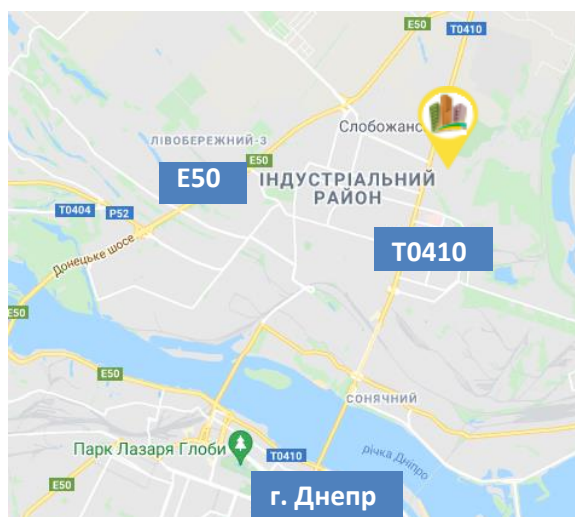 E50
T0410
Слобожанс
ЛІВОБЕРЕЖНИЙ-3
E50
E50
ІНДУСТРІАЛЬНИЙ
РАЙОН
T0404
P52
T0410
Донецьке шосе
E50
E50
СОНЯЧНИЙ
Парк Лазаря Глоби
T0410
річка Дніпро
E50
г. Днепр